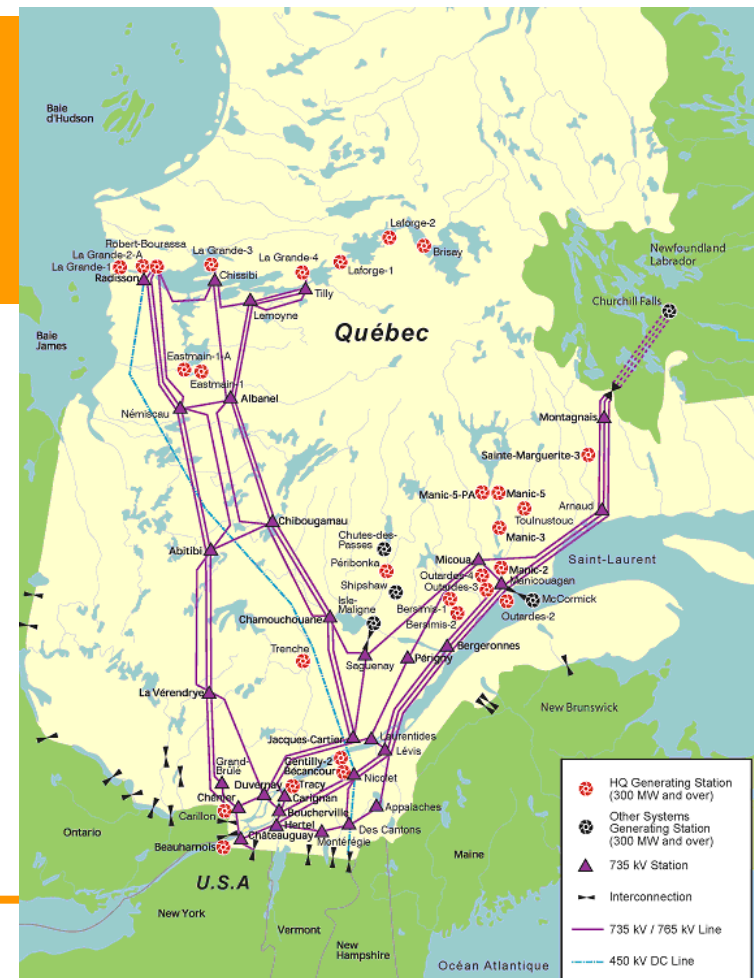 Baie
d'Hudson
Laforge-2
Robert-Bourassa
La Grande-3
Brisay
La Grande-2-A
La Grande-4
La Grande-1
Laforge-1
Newfoundland
Labrador
Radisson
Chissibi
Tilly
Churchill Falls
Lemoyne
Québec
Baie
James
Eastmain-1-A
Eastmain-1
Albanel
Némiscau
Montagnais
Sainte-Marguerite-3
Manic-5-PA
Manic-5
Arnaud
Toulnustouc
Chibougamau
Manic-3
Chutes-des-
Passes
Abitibi
Micoua
Saint-Laurent
Péribonka
Manic-2
Outardes-4
Manicouagan
Shipshaw
Outardes-3
Isle-
Maligne
McCormick
Bersimis-1
Outardes-2
Chamouchouane
Bersimis-2
Bergeronnes
Trenche
Saguenay
Périgny
La Vérendrye
New Brunswick
Jacques-Cartier
Laurentides
Lévis
Gentilly-2
Grand-
Brûlé
Bécancour
Nicolet
Duvernay
Tracy
Chénier
Carignan
Appalaches
Carillon
Boucherville
Hertel
Des Cantons
Ontario
Châteauguay
Montérégie
Beauharnois
Maine
U.S.A
New York
Vermont
New
Hampshire
Océan Atlantique
HQ Generating Station
(300 MW and over)
Other Systems
Generating Station
(300 MW and over)
735 kV Station
Interconnection
735 kV / 765 kV Line
450 kV DC Line